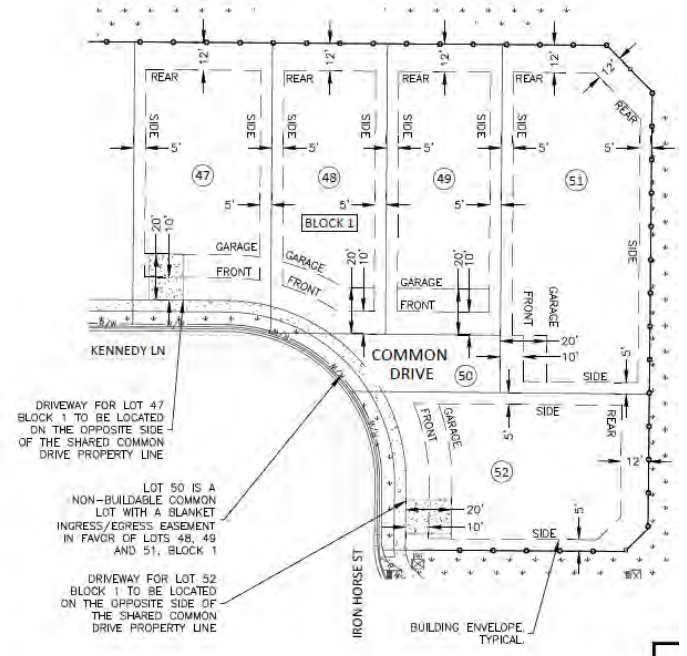 12'
12'
12'
12'
12'
REAR
REAR
REAR
REAR
REAR
SIDE
SIDE
SIDE
SIDE
SIDE
SIDE
SIDE
SIDE
5'
5'
5'
5'
5'
47
48
49
51
5'
5'
5'
BLOCK 1
SIDE
20'
10'
GARAGE
FRONT
GARAGE
FRONT
20'
10'
GARAGE
FRONT
20'
10'
FRONT
GARAGE
20'
10'
R/W
R/W
R/W
R/W
KENNEDY LN
COMMON
DRIVE
50
SIDE
5'
DRIVEWAY FOR LOT 47
BLOCK 1 TO BE LOCATED
ON THE OPPOSITE SIDE
OF THE SHARED COMMON
DRIVE PROPERTY LINE
SIDE
5'
FRONT
GARAGE
REAR
12'
52
LOT 50 IS A
NON-BUILDABLE COMMON
LOT WITH A BLANKET
INGRESS/EGRESS EASEMENT
IN FAVOR OF LOTS 48, 49
AND 51, BLOCK 1
20'
10'
SIDE
5'
DRIVEWAY FOR LOT 52
BLOCK 1 TO BE LOCATED
ON THE OPPOSITE SIDE OF
THE SHARED COMMON
DRIVE PROPERTY LINE
IRON HORSE ST
BUILDING ENVELOPE,
TYPICAL.